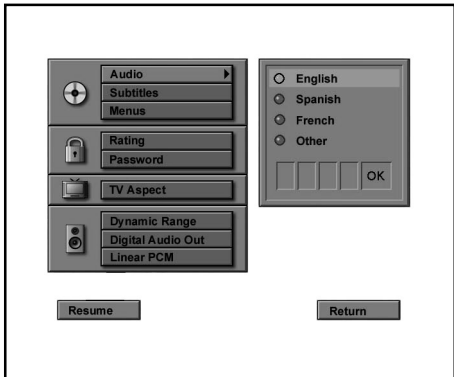 Audio
Subtitles
Menus
Rating
Password
TV Aspect
Dynamic Range
Digital Audio Out
Linear PCM
English
Spanish
French
Other
OK
Resume
Return